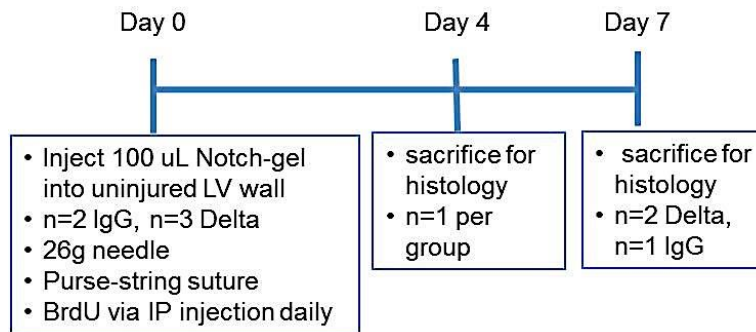 Day 0
Day 4
Day 7
• Inject 100 uL Notch-gel
into uninjured LV wall
• n=2 IgG, n=3 Delta
• 26g needle
• Purse-string suture
• BrdU via IP injection daily
• sacrifice for
histology
• n=1 per
group
• sacrifice for
histology
• n=2 Delta,
n=1 IgG